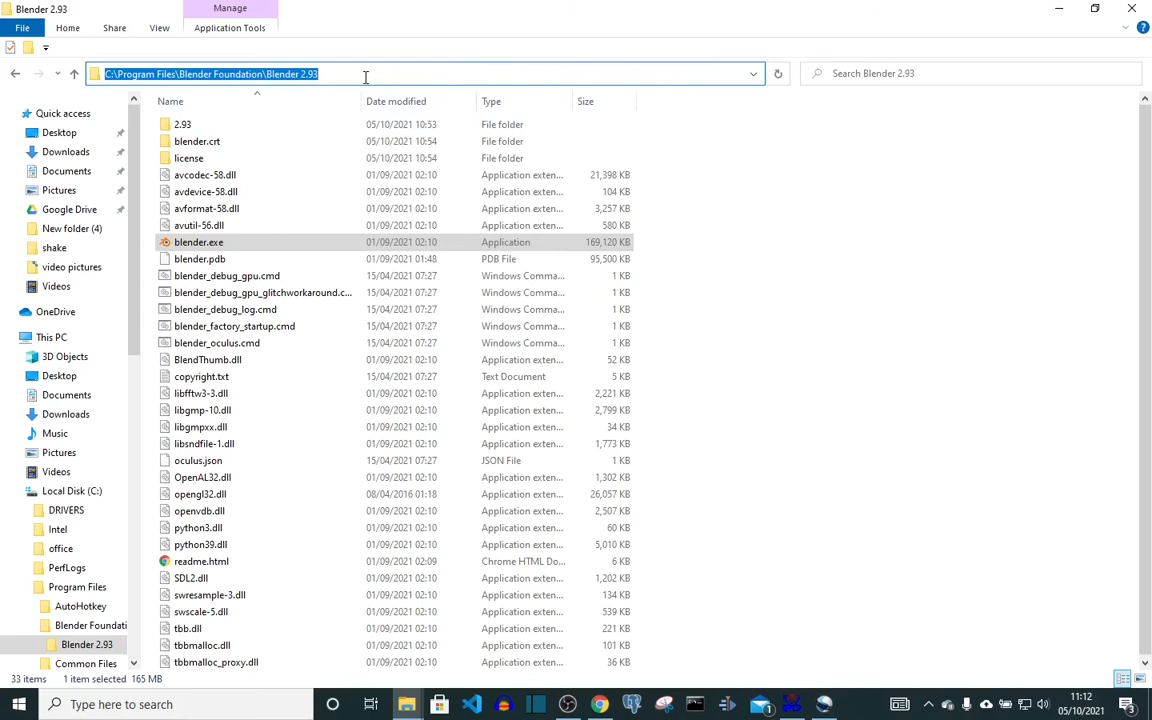 Blender 2.93
Manage
File
Home
Share
View
Application Tools
C:\Program Files\Blender Foundation\Blender 2.93
Search Blender 2.93
Name
Date modified
Type
Size
Quick access
Desktop
Downloads
Documents
Pictures
Google Drive
New folder (4)
shake
video pictures
Videos
OneDrive
This PC
3D Objects
Desktop
Documents
Downloads
Music
Pictures
Videos
Local Disk (C:)
DRIVERS
Intel
office
PerfLogs
Program Files
AutoHotkey
Blender Foundati
Blender 2.93
Common Files
2.93 05/10/2021 10:53 File folder
blender.crt 05/10/2021 10:54 File folder
license 05/10/2021 10:54 File folder
avcodec-58.dll 01/09/2021 02:10 Application exten... 21,398 KB
avdevice-58.dll 01/09/2021 02:10 Application exten... 104 KB
avformat-58.dll 01/09/2021 02:10 Application exten... 3,257 KB
avutil-56.dll 01/09/2021 02:10 Application exten... 580 KB
blender.exe 01/09/2021 02:10 Application 169,120 KB
blender.pdb 01/09/2021 01:48 PDB File 95,500 KB
blender_debug_gpu.cmd 15/04/2021 07:27 Windows Comma... 1 KB
blender_debug_gpu_glitchworkaround.c... 15/04/2021 07:27 Windows Comma... 1 KB
blender_debug_log.cmd 15/04/2021 07:27 Windows Comma... 1 KB
blender_factory_startup.cmd 15/04/2021 07:27 Windows Comma... 1 KB
blender_oculus.cmd 15/04/2021 07:27 Windows Comma... 1 KB
BlendThumb.dll 01/09/2021 02:10 Application exten... 52 KB
copyright.txt 15/04/2021 07:27 Text Document 5 KB
libfftw3-3.dll 01/09/2021 02:10 Application exten... 2,221 KB
libgmp-10.dll 01/09/2021 02:10 Application exten... 2,799 KB
libgmpxx.dll 01/09/2021 02:10 Application exten... 34 KB
libsndfile-1.dll 01/09/2021 02:10 Application exten... 1,773 KB
oculus.json 15/04/2021 07:27 JSON File 1 KB
OpenAL32.dll 01/09/2021 02:10 Application exten... 1,302 KB
opengl32.dll 08/04/2016 01:18 Application exten... 26,057 KB
openvdb.dll 01/09/2021 02:10 Application exten... 2,507 KB
python3.dll 01/09/2021 02:10 Application exten... 60 KB
python39.dll 01/09/2021 02:10 Application exten... 5,010 KB
readme.html 01/09/2021 02:09 Chrome HTML Do... 6 KB
SDL2.dll 01/09/2021 02:10 Application exten... 1,202 KB
swresample-3.dll 01/09/2021 02:10 Application exten... 134 KB
swscale-5.dll 01/09/2021 02:10 Application exten... 539 KB
tbb.dll 01/09/2021 02:10 Application exten... 221 KB
tbbmalloc.dll 01/09/2021 02:10 Application exten... 101 KB
tbbmalloc_proxy.dll 01/09/2021 02:10 Application exten... 36 KB
33 items 1 item selected 165 MB
Type here to search
11:12
05/10/2021